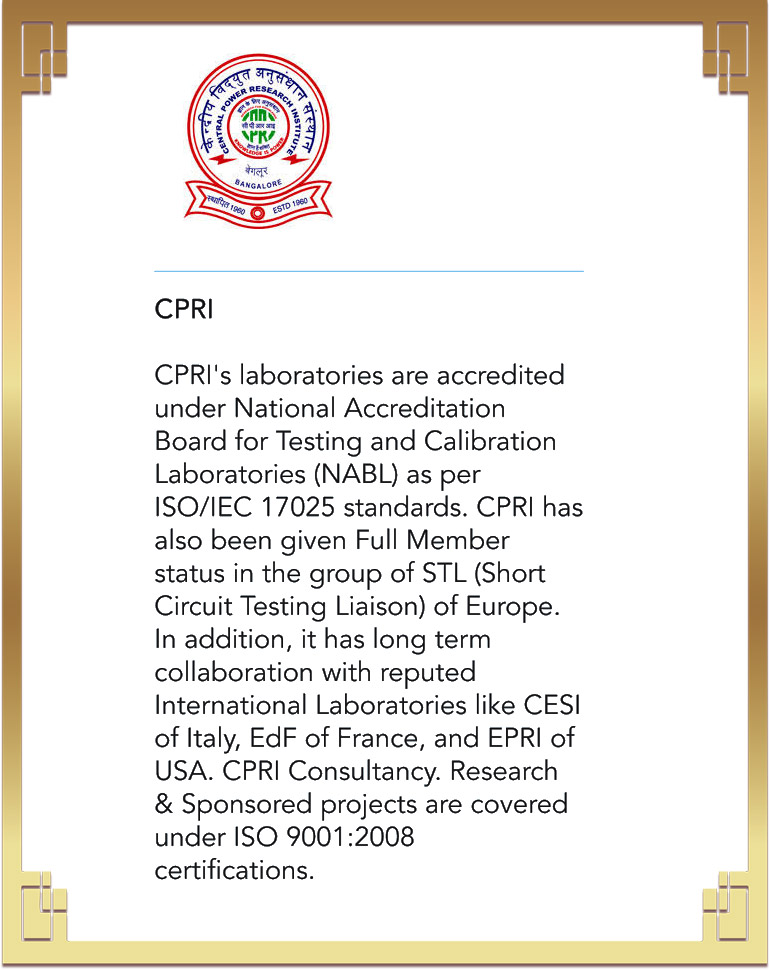 केन्द्रीय विद्युत अनुसंधान संस्थान
CENTRAL POWER RESEARCH INSTITUTE
सी पी आर आइ
CPRI
KNOWLEDGE IS POWER
बेंगलूर
BANGALORE
स्थापित 1960 ESTD 1960
CPRI
CPRI's laboratories are accredited
under National Accreditation
Board for Testing and Calibration
Laboratories (NABL) as per
ISO/IEC 17025 standards. CPRI has
also been given Full Member
status in the group of STL (Short
Circuit Testing Liaison) of Europe.
In addition, it has long term
collaboration with reputed
International Laboratories like CESI
of Italy, EdF of France, and EPRI of
USA. CPRI Consultancy. Research
& Sponsored projects are covered
under ISO 9001:2008
certifications.